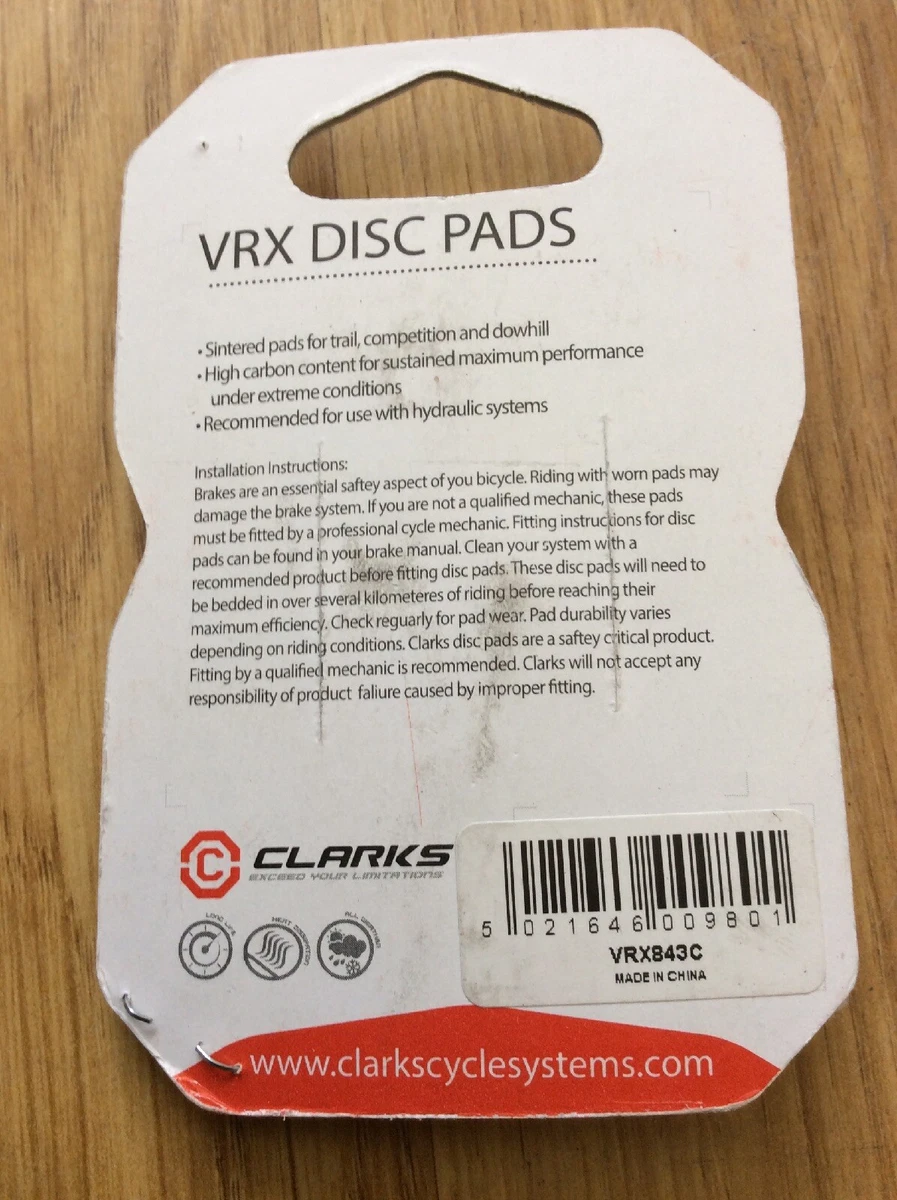 VRX DISC PADS
• Sintered pads for trail, competition and dowhill
• High carbon content for sustained maximum performance
under extreme conditions
• Recommended for use with hydraulic systems
Installation Instructions:
Brakes are an essential saftey aspect of you bicycle. Riding with worn pads may
damage the brake system. If you are not a qualified mechanic, these pads
must be fitted by a professional cycle mechanic. Fitting instructions for disc
pads can be found in your brake manual. Clean your system with a
recommended product before fitting disc pads. These disc pads will need to
be bedded in over several kilometeres of riding before reaching their
maximum efficiency. Check reguarly for pad wear. Pad durability varies
depending on riding conditions. Clarks disc pads are a saftey critical product.
Fitting by a qualified mechanic is recommended. Clarks will not accept any
responsibility of product faliure caused by improper fitting.
C CLARKS
EXCEED YOUR LIMITATIONS
LONG LIFE
HEAT DISSIPATION
ALL WEATHER
5 021646 009801
VRX843C
MADE IN CHINA
www.clarkscyclesystems.com